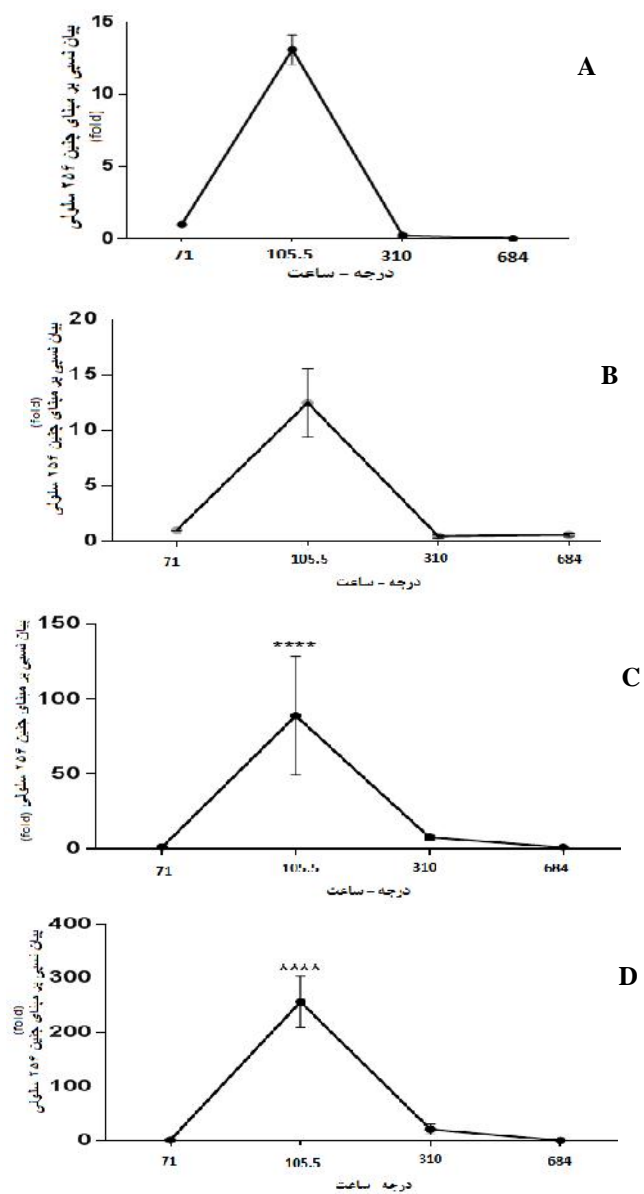 A
بیان نسبی بر مبنای جنین ۲۵۶ سلولی
(fold)
15
10
5
0
71
105.5
310
684
درجه – ساعت
B
بیان نسبی بر مبنای جنین ۲۵۶ سلولی
(fold)
20
15
10
5
0
71
105.5
310
684
درجه – ساعت
C
بیان نسبی بر مبنای جنین ۲۵۶ سلولی (fold)
150
100
50
0
****
71
105.5
310
684
درجه – ساعت
D
بیان نسبی بر مبنای جنین ۲۵۶ سلولی
(fold)
400
300
200
100
0
****
71
105.5
310
684
درجه – ساعت